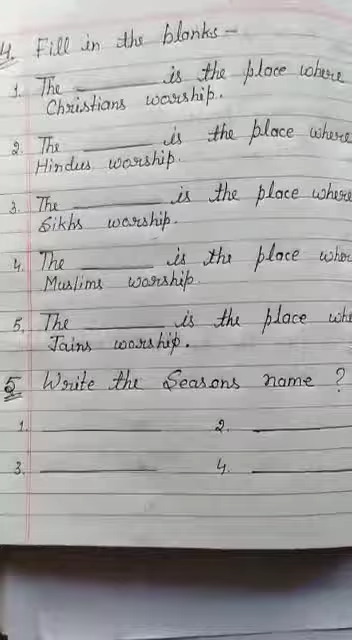 4. Fill in the blanks -
1. The ________ is the place where
Christians worship.
2. The ________ is the place where
Hindus worship.
3. The ________ is the place where
Sikhs worship.
4. The ________ is the place
Muslims worship.
5. The ________ is the place
Jains worship.
5 Write the Seasons name ?
1. ________ 2. ________
3. ________ 4. ________